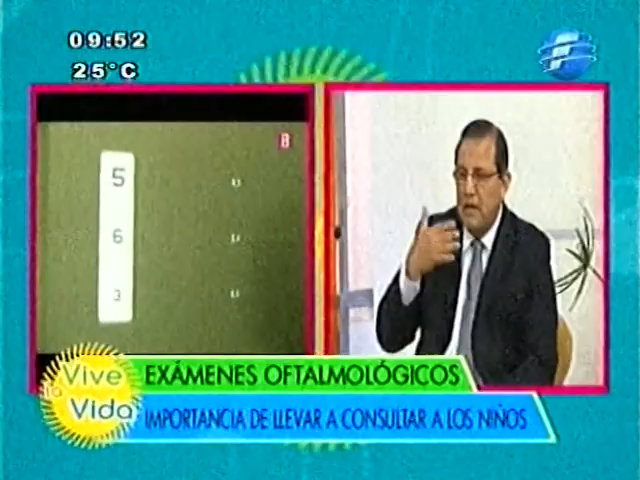 09:52
25°C
B
5
6
3
Vive
la
Vida
EXÁMENES OFTALMOLÓGICOS
IMPORTANCIA DE LLEVAR A CONSULTAR A LOS NIÑOS